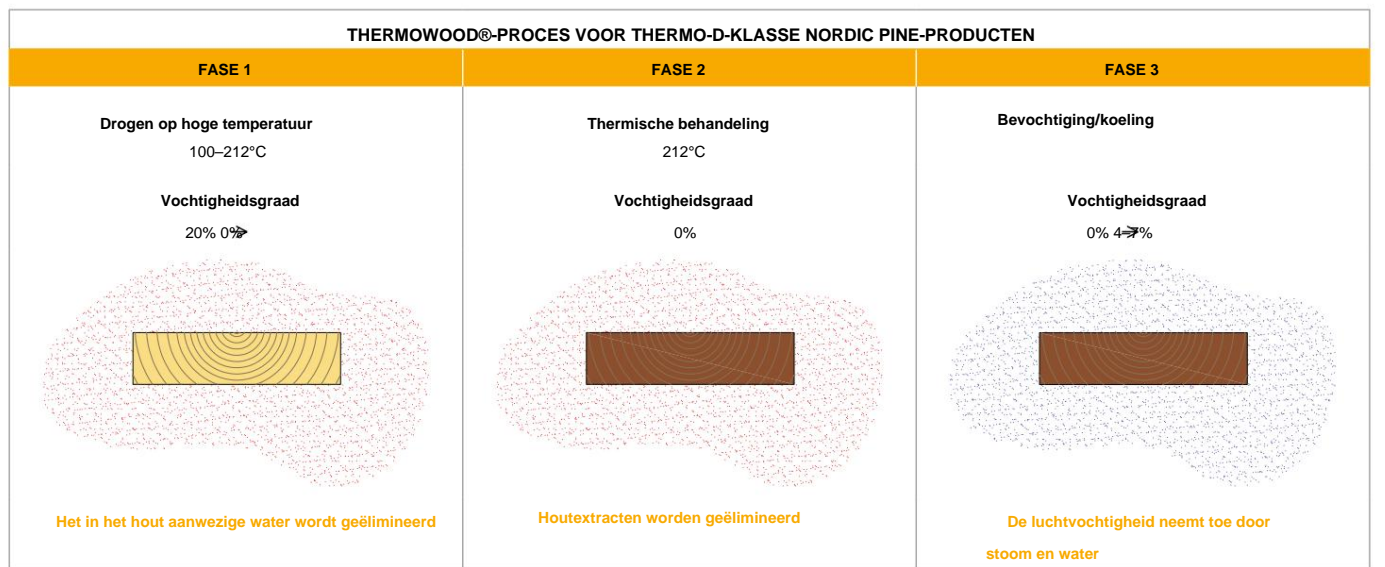 THERMOWOOD®-PROCES VOOR THERMO-D-KLASSE NORDIC PINE-PRODUCTEN
FASE 1
Drogen op hoge temperatuur
100–212°C
Vochtigheidsgraad
20% 0%
Het in het hout aanwezige water wordt geëlimineerd
FASE 2
Thermische behandeling
212°C
Vochtigheidsgraad
0%
Houtextracten worden geëlimineerd
FASE 3
Bevochtiging/koeling
Vochtigheidsgraad
0% 4-7%
De luchtvochtigheid neemt toe door
stoom en water